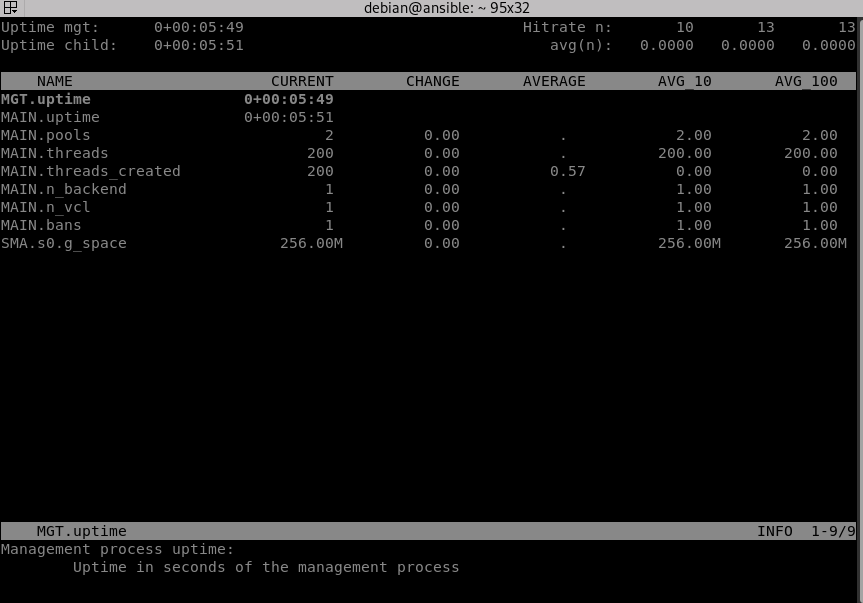 debian@ansible: ~ 95x32
Uptime mgt: 0+00:05:49 Hitrate n: 10 13 13
Uptime child: 0+00:05:51 avg(n): 0.0000 0.0000 0.0000
NAME CURRENT CHANGE AVERAGE AVG_10 AVG_100
MGT.uptime 0+00:05:49
MAIN.uptime 0+00:05:51
MAIN.pools 2 0.00 . 2.00 2.00
MAIN.threads 200 0.00 . 200.00 200.00
MAIN.threads_created 200 0.00 0.57 0.00 0.00
MAIN.n_backend 1 0.00 . 1.00 1.00
MAIN.n_vcl 1 0.00 . 1.00 1.00
MAIN.bans 1 0.00 . 1.00 1.00
SMA.s0.g_space 256.00M 0.00 . 256.00M 256.00M
MGT.uptime INFO 1-9/9
Management process uptime:
Uptime in seconds of the management process